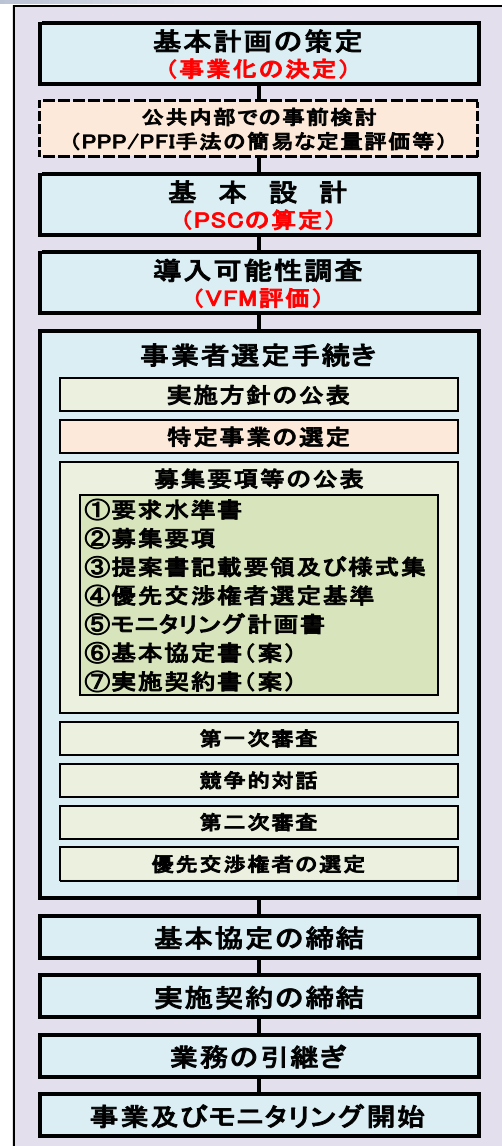 基本計画の策定
（事業化の決定）
公共内部での事前検討
（PPP/PFI手法の簡易な定量評価等）
基本設計
（PSCの算定）
導入可能性調査
（VFM評価）
事業者選定手続き
実施方針の公表
特定事業の選定
募集要項等の公表
①要求水準書
②募集要項
③提案書記載要領及び様式集
④優先交渉権者選定基準
⑤モニタリング計画書
⑥基本協定書（案）
⑦実施契約書（案）
第一次審査
競争的対話
第二次審査
優先交渉権者の選定
基本協定の締結
実施契約の締結
業務の引継ぎ
事業及びモニタリング開始